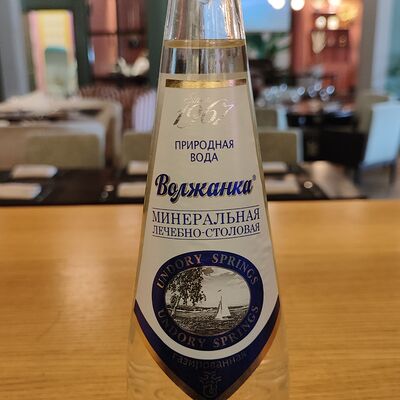 1967
ПРИРОДНАЯ
ВОДА
Волжанка®
МИНЕРАЛЬНАЯ
ЛЕЧЕБНО-СТОЛОВАЯ
UNDORY SPRINGS
UNDORY SPRINGS
газированная